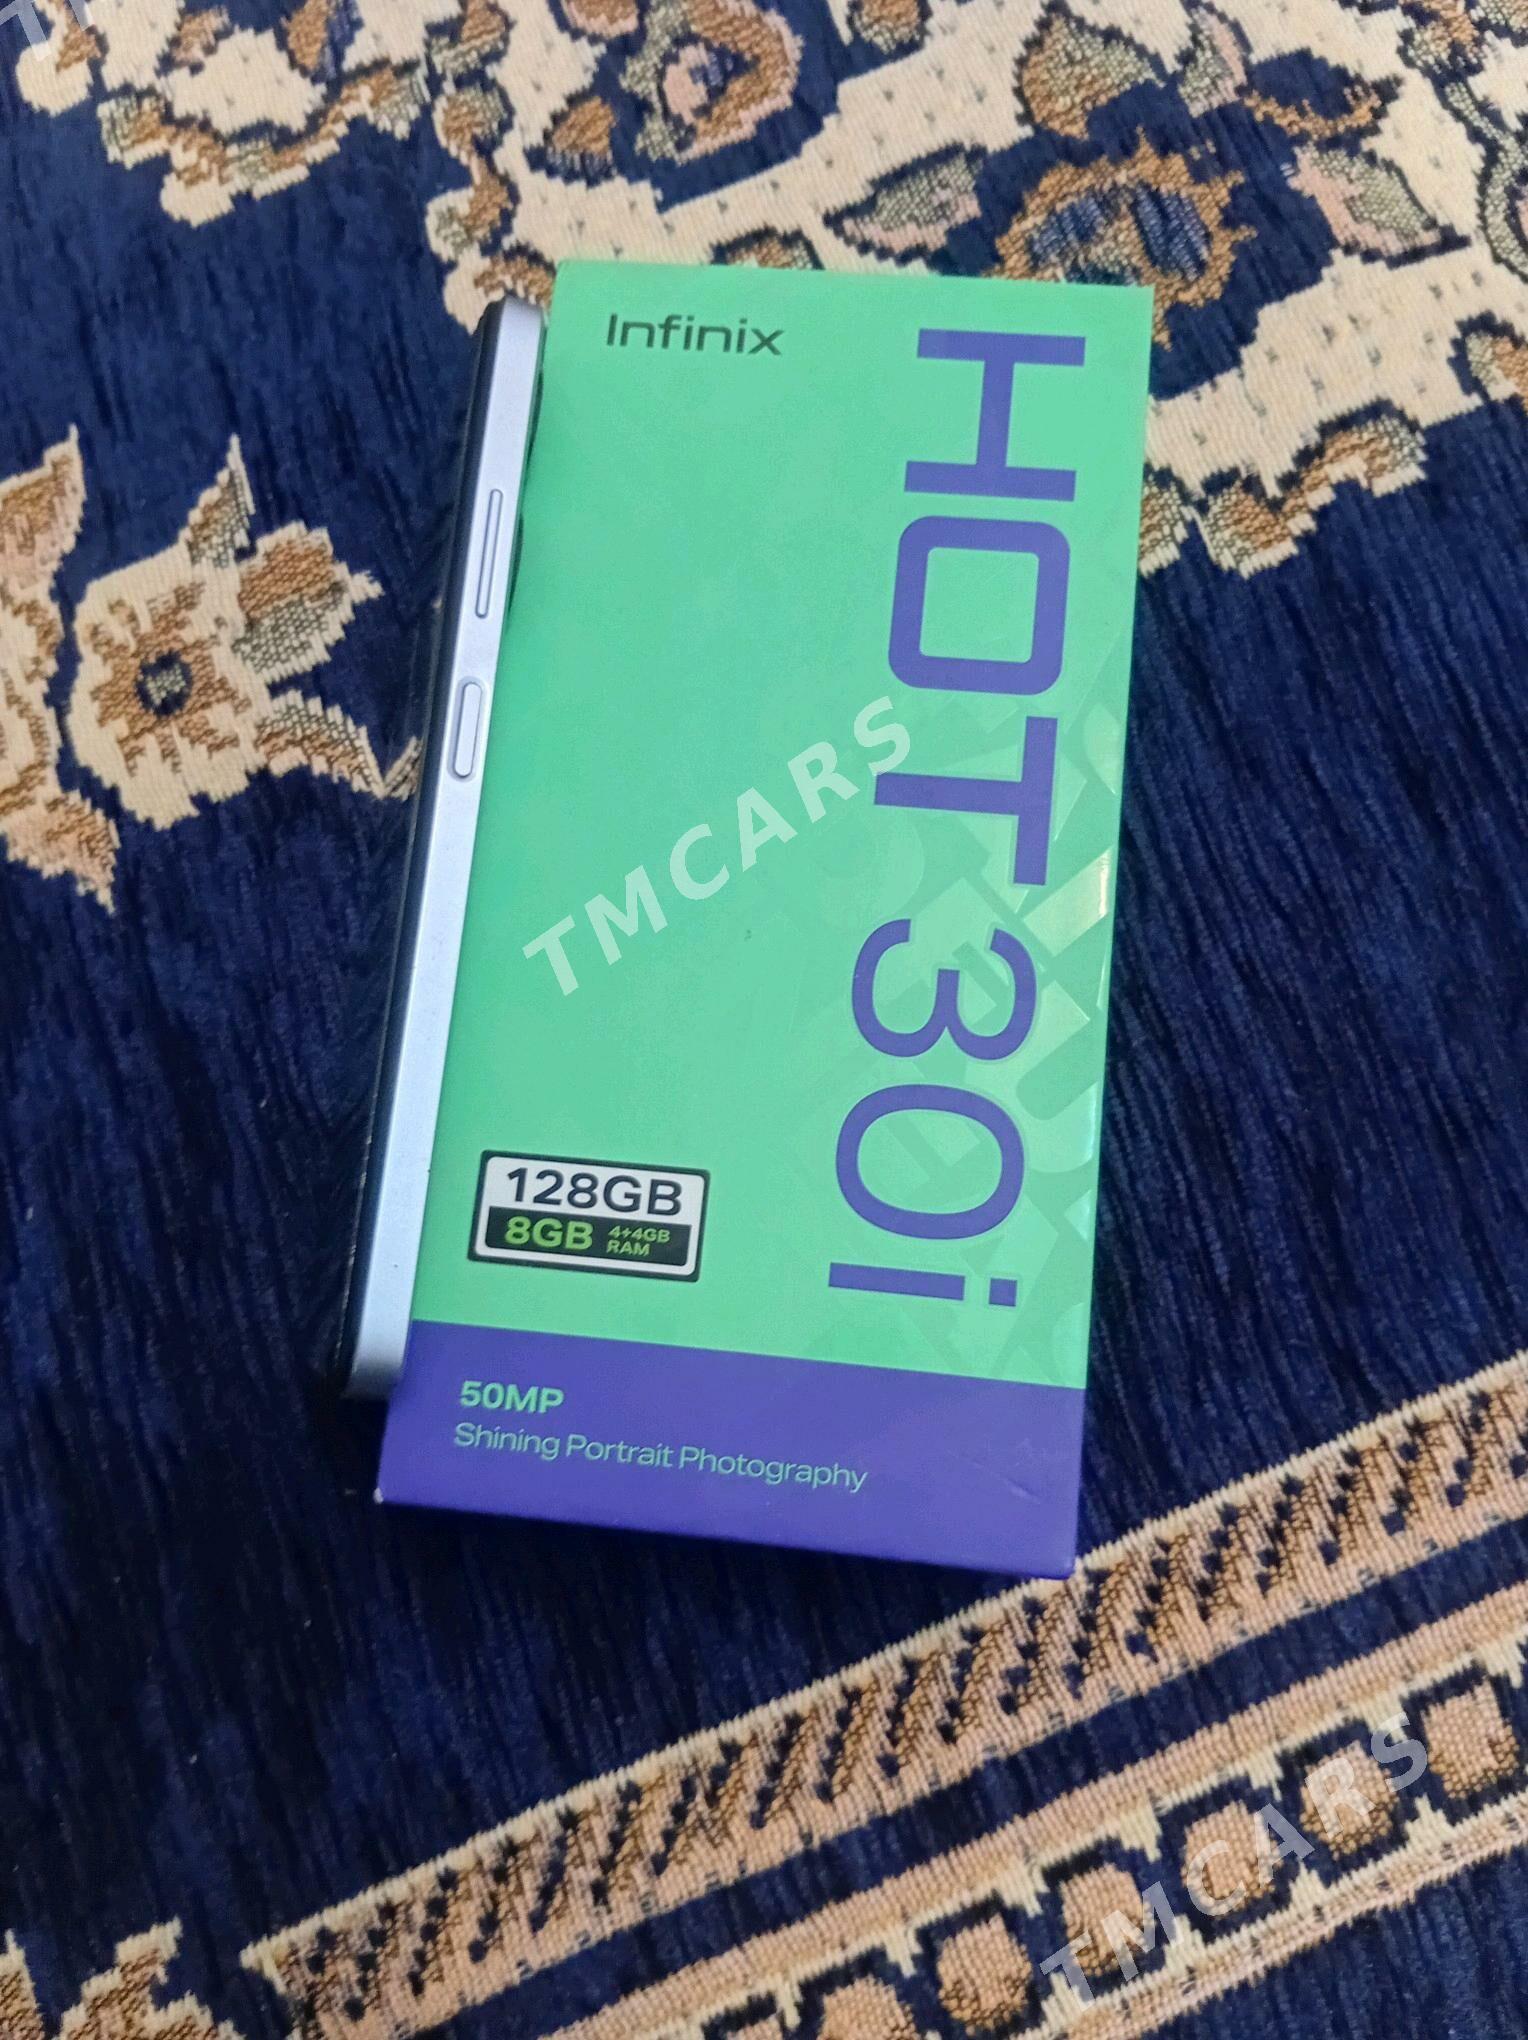 Infinix
HOT 30i
128GB
8GB 4+4GB RAM
50MP
Shining Portrait Photography
TMCARS
TMCARS